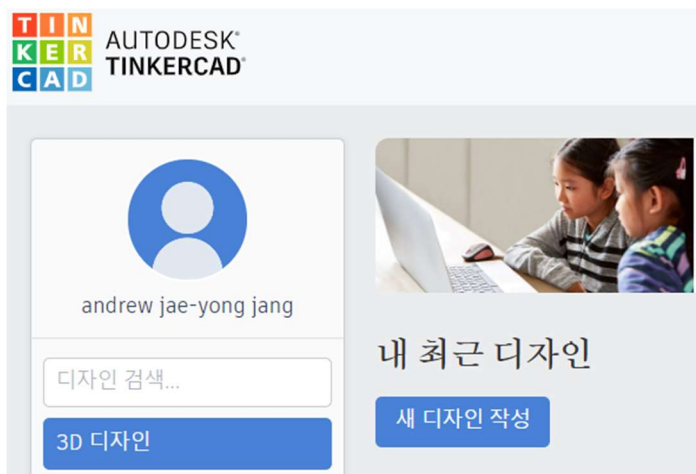 TIN
KER
CAD
AUTODESK®
TINKERCAD®
andrew jae-yong jang
디자인 검색...
3D 디자인
내 최근 디자인
새 디자인 작성